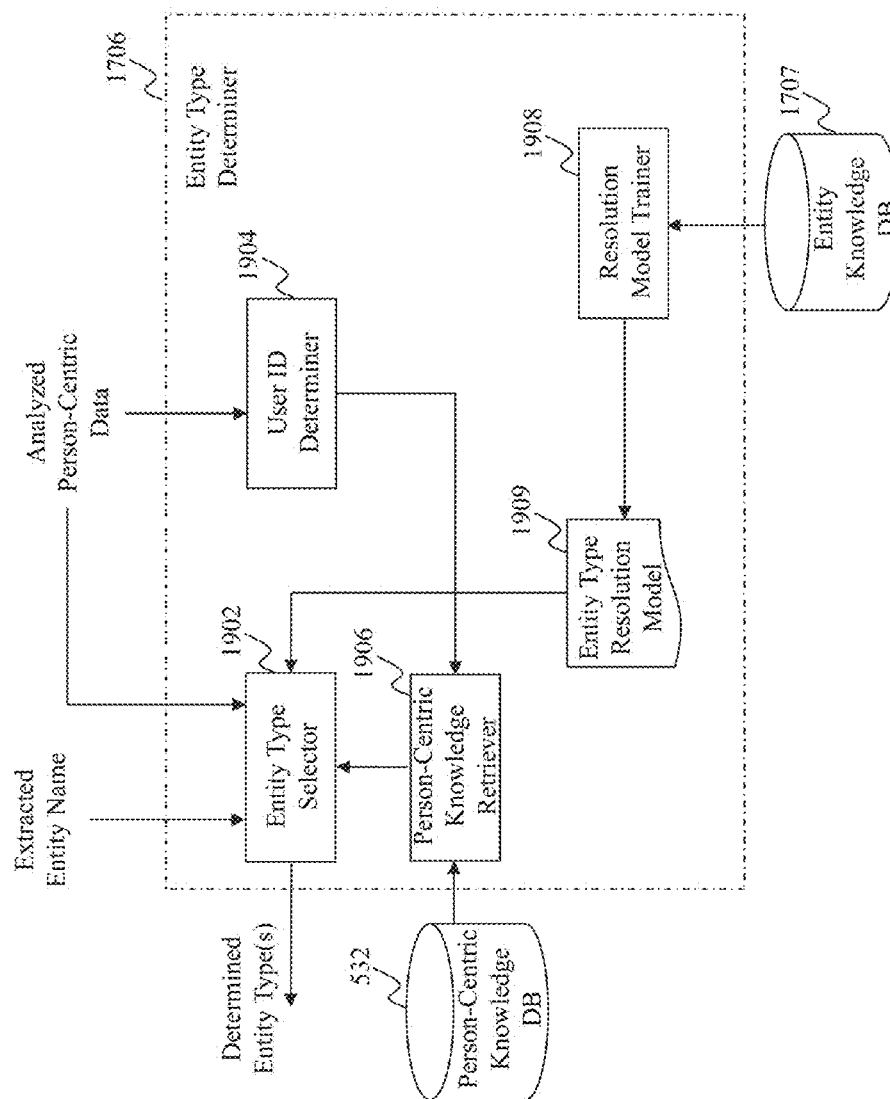 Extracted
Entity Name
Analyzed
Person-Centric
Data
1706
Entity Type
Determiner
Determined
Entity Type(s)
1902
Entity Type
Selector
1904
User ID
Determiner
532
Person-Centric
Knowledge
DB
1906
Person-Centric
Knowledge
Retriever
1909
Entity Type
Resolution
Model
1908
Resolution
Model Trainer
1707
Entity
Knowledge
DB